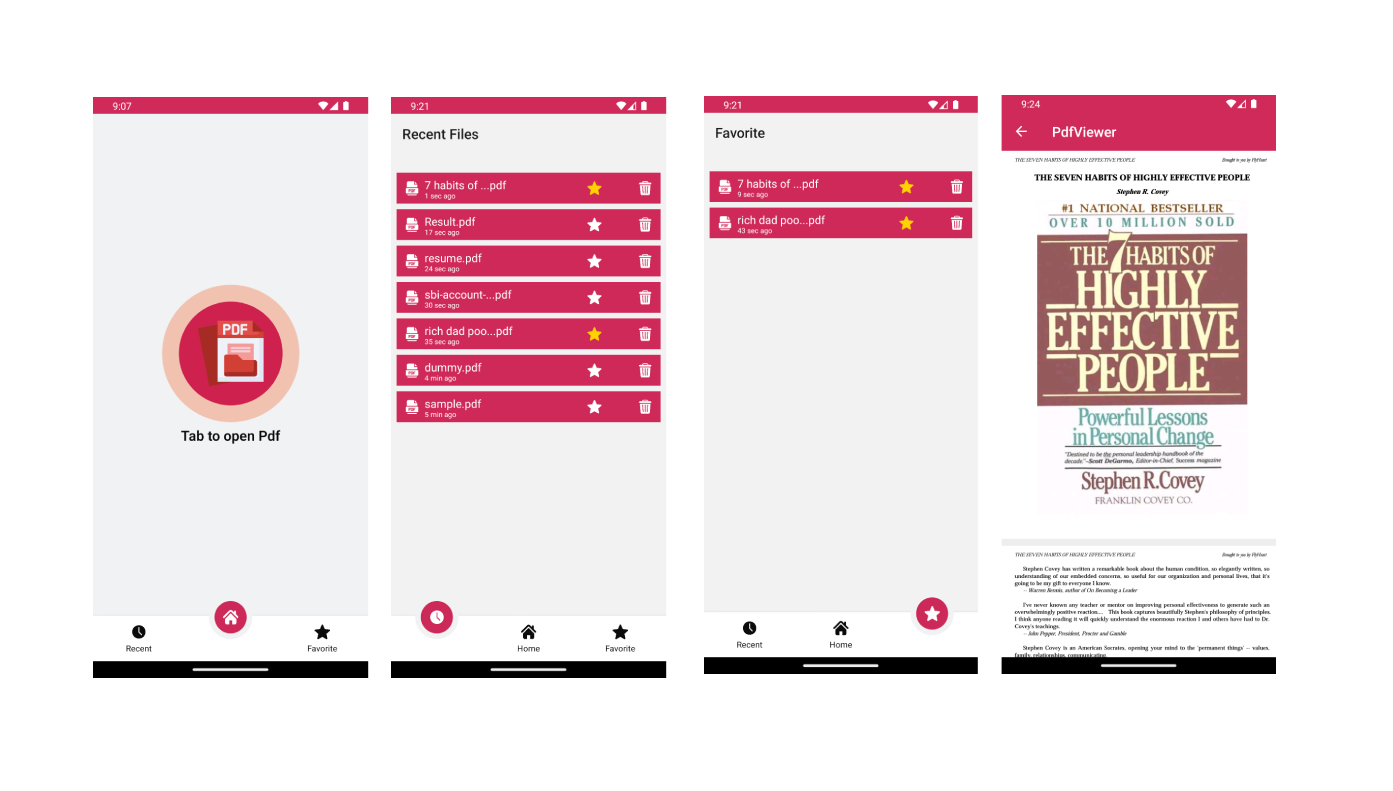 9:07
PDF
Tab to open Pdf
Recent
Favorite
9:21
Recent Files
7 habits of ...pdf
1 sec ago
Result.pdf
17 sec ago
resume.pdf
24 sec ago
sbi-account-...pdf
30 sec ago
rich dad poo...pdf
35 sec ago
dummy.pdf
4 min ago
sample.pdf
5 min ago
Home
Favorite
9:21
Favorite
7 habits of ...pdf
9 sec ago
rich dad poo...pdf
43 sec ago
Recent
Home
9:24
PdfViewer
THE SEVEN HABITS OF HIGHLY EFFECTIVE PEOPLE
Brought to you by FlyHeart
THE SEVEN HABITS OF HIGHLY EFFECTIVE PEOPLE
Stephen R. Covey
#1 NATIONAL BESTSELLER
OVER 10 MILLION SOLD
THE 7 HABITS OF
HIGHLY
EFFECTIVE
PEOPLE
Powerful Lessons
in Personal Change
"Destined to be the personal leadership handbook of the
decade."–Scott DeGarmo, Editor-in-Chief, Success magazine
Stephen R. Covey
FRANKLIN COVEY CO.
THE SEVEN HABITS OF HIGHLY EFFECTIVE PEOPLE
Brought to you by FlyHeart
Stephen Covey has written a remarkable book about the human condition, so elegantly written, so
understanding of our embedded concerns, so useful for our organization and personal lives, that it's
going to be my gift to everyone I know.
-- Warren Bennis, author of On Becoming a Leader
I've never known any teacher or mentor on improving personal effectiveness to generate such an
overwhelmingly positive reaction.... This book captures beautifully Stephen's philosophy of principles.
I think anyone reading it will quickly understand the enormous reaction I and others have had to Dr.
Covey's teachings.
-- John Pepper, President, Procter and Gamble
Stephen Covey is an American Socrates, opening your mind to the 'permanent things' -- values,
family, relationships, communicating.